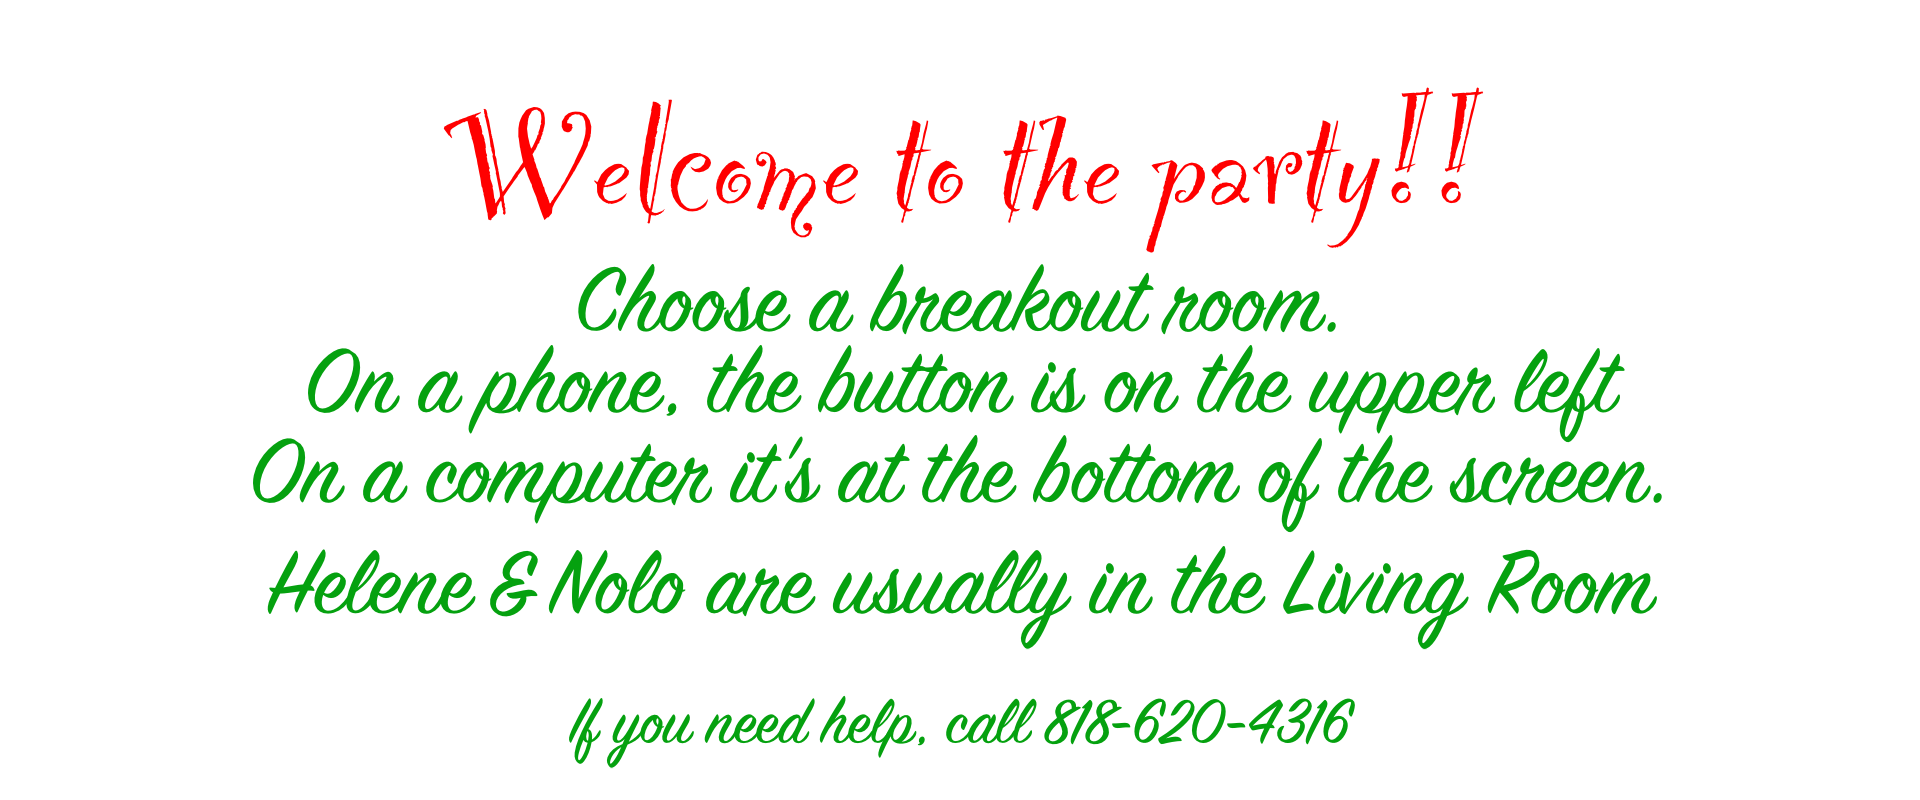 Welcome to the party!!
Choose a breakout room.
On a phone, the button is on the upper left
On a computer it's at the bottom of the screen.
Helene & Nolo are usually in the Living Room
If you need help, call 818-620-4316